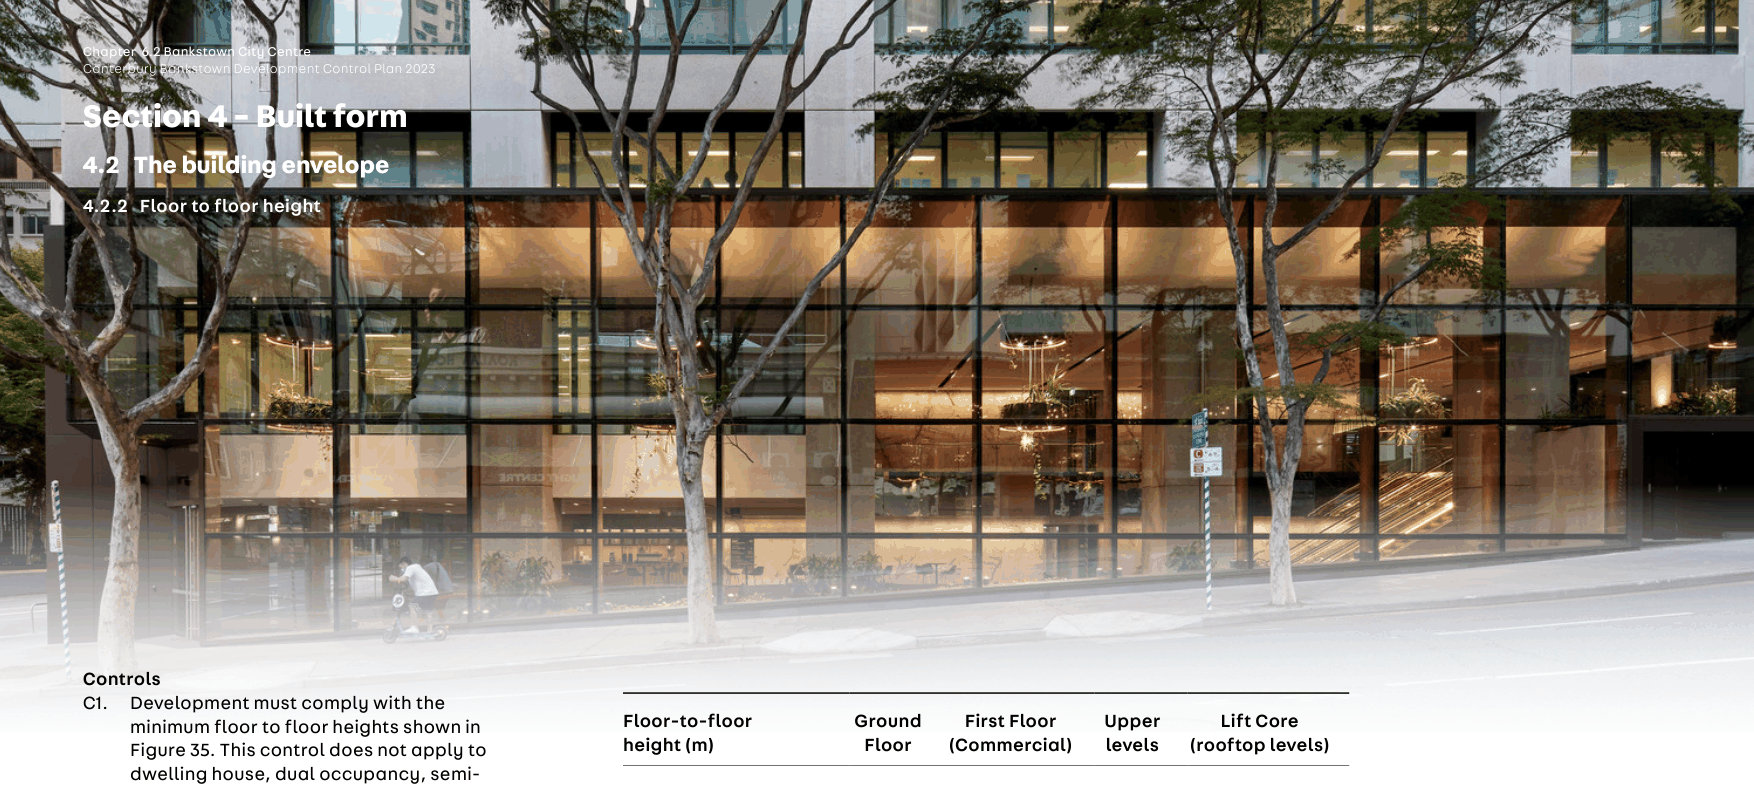 Chapter 6.2 Bankstown City Centre
Canterbury Bankstown Development Control Plan 2023
Section 4 – Built form
4.2 The building envelope
4.2.2 Floor to floor height
Controls
C1. Development must comply with the
minimum floor to floor heights shown in
Figure 35. This control does not apply to
dwelling house, dual occupancy, semi-
Floor-to-floor height (m)
Ground Floor
First Floor (Commercial)
Upper levels
Lift Core (rooftop levels)